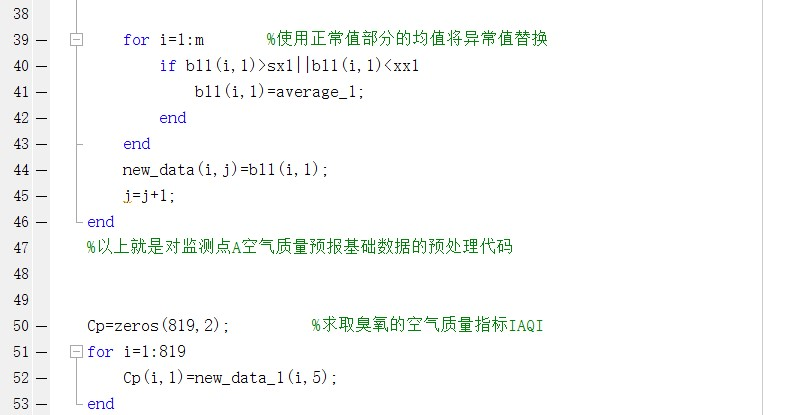 38
39 for i=1:m %使用正常值部分的均值将异常值替换
40 if bl1(i,1)>sx1||bl1(i,1)<xx1
41 bl1(i,1)=average_1;
42 end
43 end
44 new_data(i,j)=bl1(i,1);
45 j=j+1;
46 end
47 %以上就是对监测点A空气质量预报基础数据的预处理代码
48
49
50 Cp=zeros(819,2); %求取臭氧的空气质量指标IAQI
51 for i=1:819
52 Cp(i,1)=new_data_1(i,5);
53 end